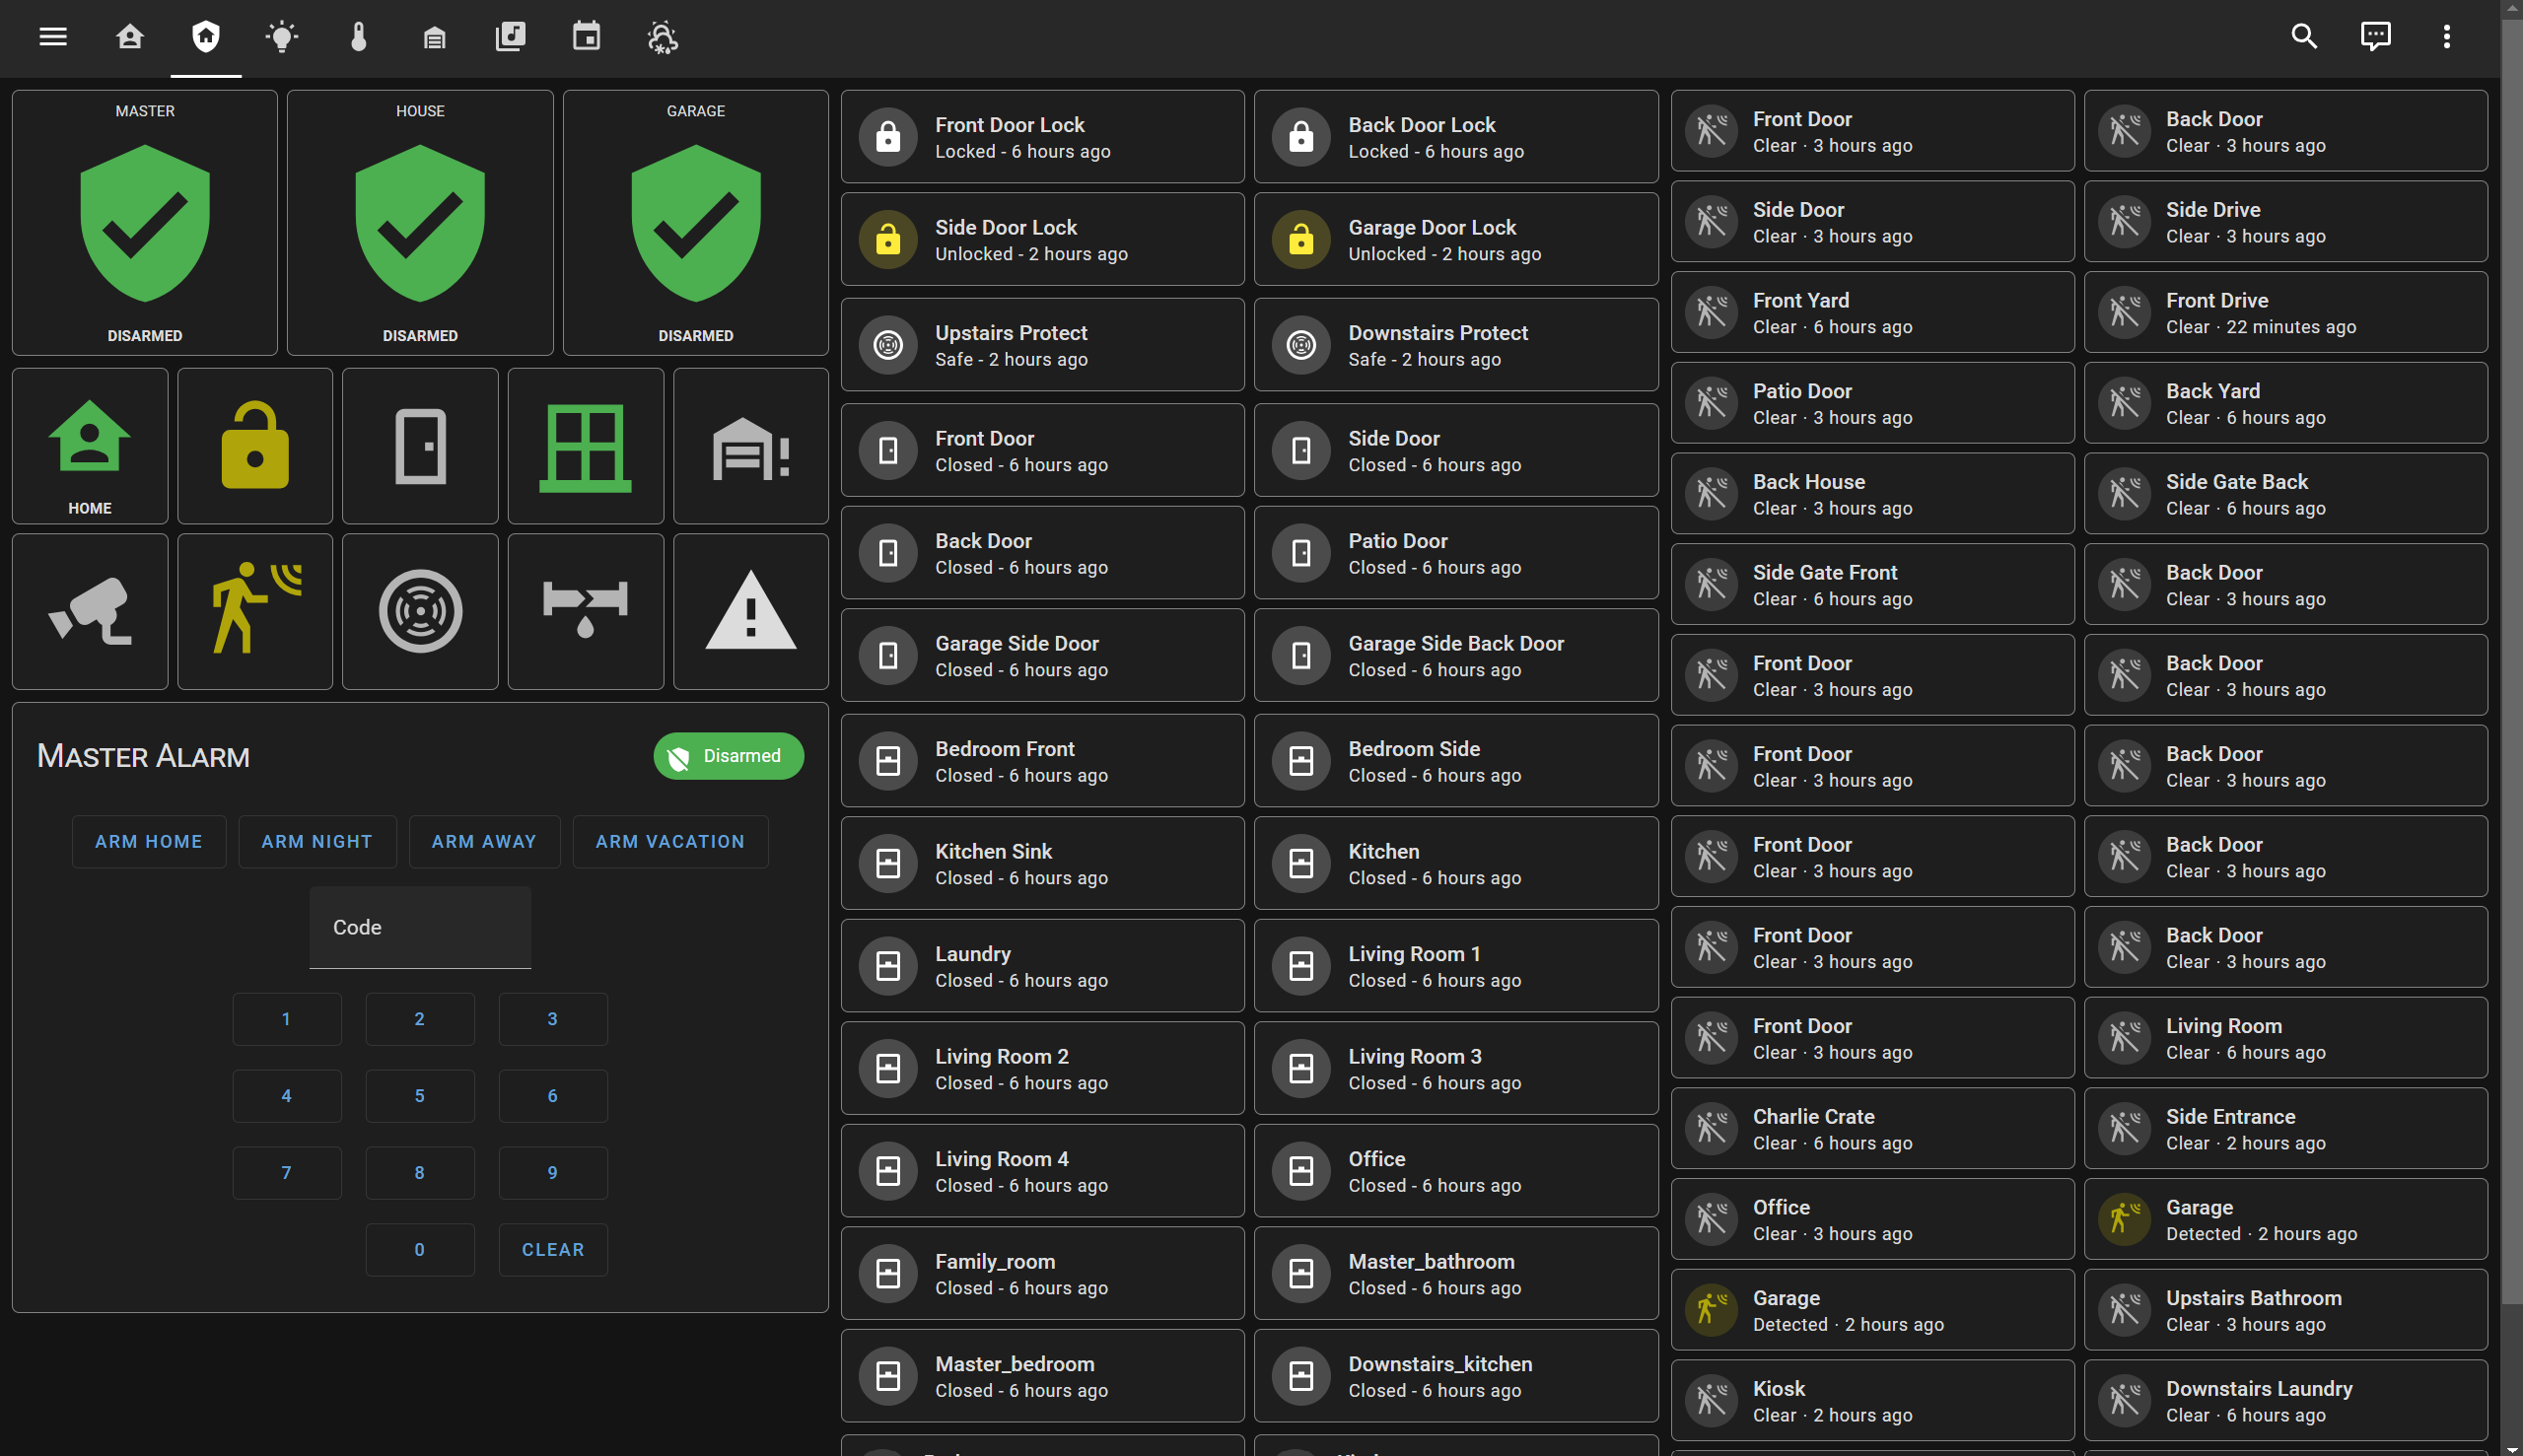 MASTER
DISARMED
HOUSE
DISARMED
GARAGE
DISARMED
HOME
MASTER ALARM
Disarmed
ARM HOME
ARM NIGHT
ARM AWAY
ARM VACATION
Code
1
2
3
4
5
6
7
8
9
0
CLEAR
Front Door Lock
Locked - 6 hours ago
Back Door Lock
Locked - 6 hours ago
Side Door Lock
Unlocked - 2 hours ago
Garage Door Lock
Unlocked - 2 hours ago
Upstairs Protect
Safe - 2 hours ago
Downstairs Protect
Safe - 2 hours ago
Front Door
Closed - 6 hours ago
Side Door
Closed - 6 hours ago
Back Door
Closed - 6 hours ago
Patio Door
Closed - 6 hours ago
Garage Side Door
Closed - 6 hours ago
Garage Side Back Door
Closed - 6 hours ago
Bedroom Front
Closed - 6 hours ago
Bedroom Side
Closed - 6 hours ago
Kitchen Sink
Closed - 6 hours ago
Kitchen
Closed - 6 hours ago
Laundry
Closed - 6 hours ago
Living Room 1
Closed - 6 hours ago
Living Room 2
Closed - 6 hours ago
Living Room 3
Closed - 6 hours ago
Living Room 4
Closed - 6 hours ago
Office
Closed - 6 hours ago
Family_room
Closed - 6 hours ago
Master_bathroom
Closed - 6 hours ago
Master_bedroom
Closed - 6 hours ago
Downstairs_kitchen
Closed - 6 hours ago
Front Door
Clear · 3 hours ago
Back Door
Clear · 3 hours ago
Side Door
Clear · 3 hours ago
Side Drive
Clear · 3 hours ago
Front Yard
Clear · 6 hours ago
Front Drive
Clear · 22 minutes ago
Patio Door
Clear · 3 hours ago
Back Yard
Clear · 6 hours ago
Back House
Clear · 3 hours ago
Side Gate Back
Clear · 6 hours ago
Side Gate Front
Clear · 6 hours ago
Back Door
Clear · 3 hours ago
Front Door
Clear · 3 hours ago
Back Door
Clear · 3 hours ago
Front Door
Clear · 3 hours ago
Back Door
Clear · 3 hours ago
Front Door
Clear · 3 hours ago
Back Door
Clear · 3 hours ago
Front Door
Clear · 3 hours ago
Back Door
Clear · 3 hours ago
Front Door
Clear · 3 hours ago
Living Room
Clear · 6 hours ago
Charlie Crate
Clear · 6 hours ago
Side Entrance
Clear · 2 hours ago
Office
Clear · 3 hours ago
Garage
Detected · 2 hours ago
Garage
Detected · 2 hours ago
Upstairs Bathroom
Clear · 3 hours ago
Kiosk
Clear · 2 hours ago
Downstairs Laundry
Clear · 6 hours ago